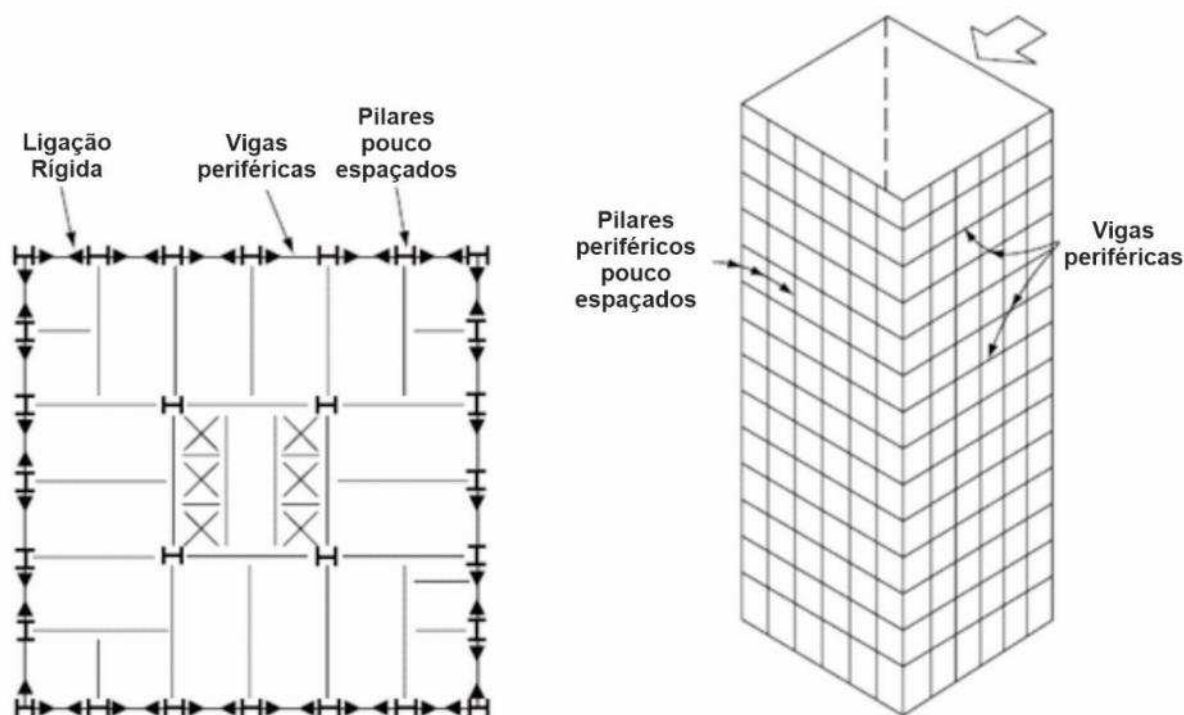 Ligação
Rígida
Vigas
periféricas
Pilares
pouco
espaçados
Pilares
periféricos
pouco
espaçados
Vigas
periféricas